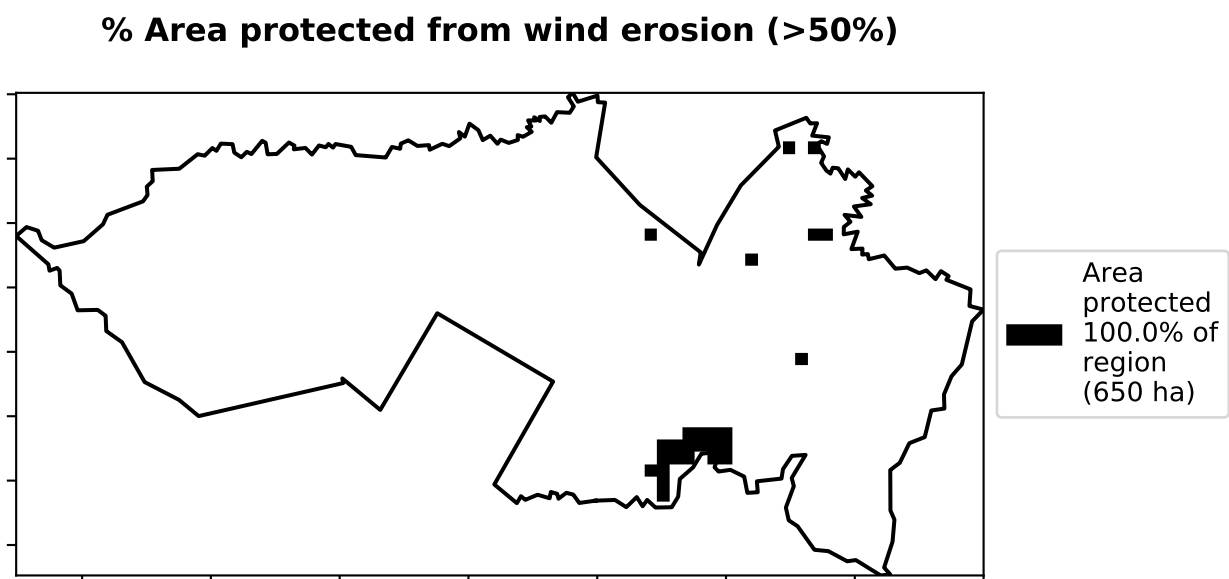 % Area protected from wind erosion (>50%)
Area
protected
100.0% of
region
(650 ha)